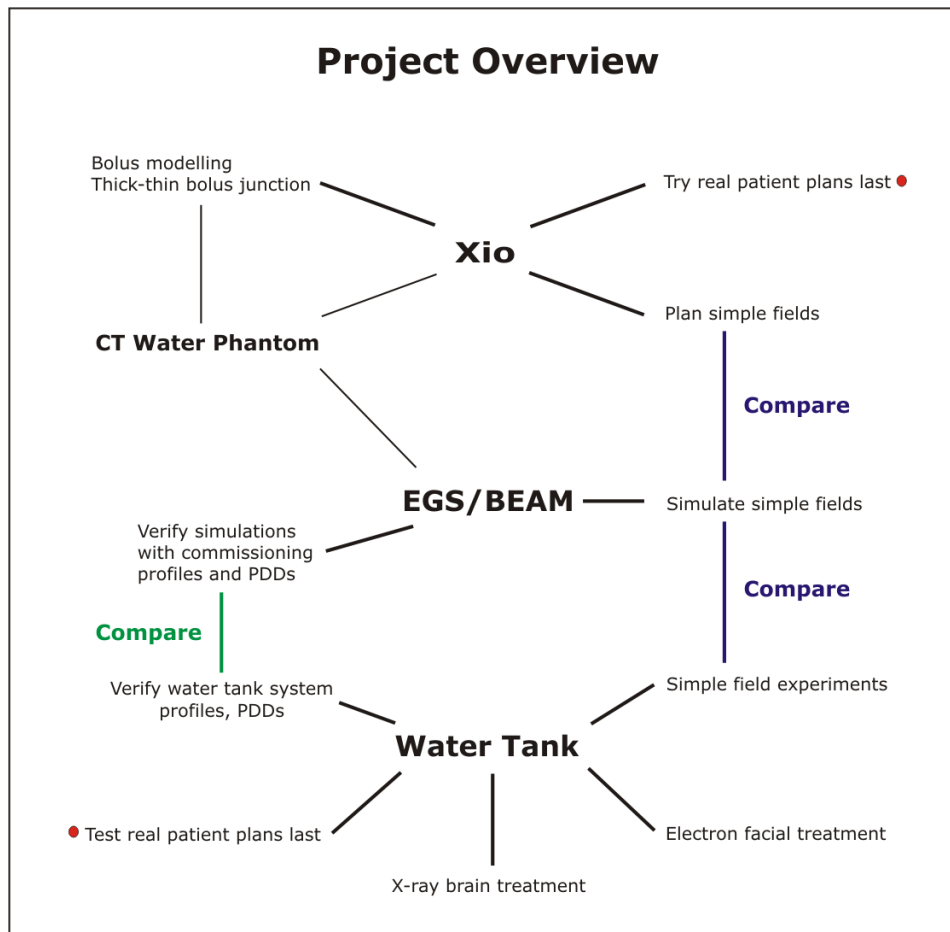 Project Overview
Bolus modelling
Thick-thin bolus junction
Try real patient plans last
Xio
Plan simple fields
CT Water Phantom
Compare
EGS/BEAM
Simulate simple fields
Verify simulations
with commissioning
profiles and PDDs
Compare
Compare
Verify water tank system
profiles, PDDs
Simple field experiments
Water Tank
Test real patient plans last
Electron facial treatment
X-ray brain treatment